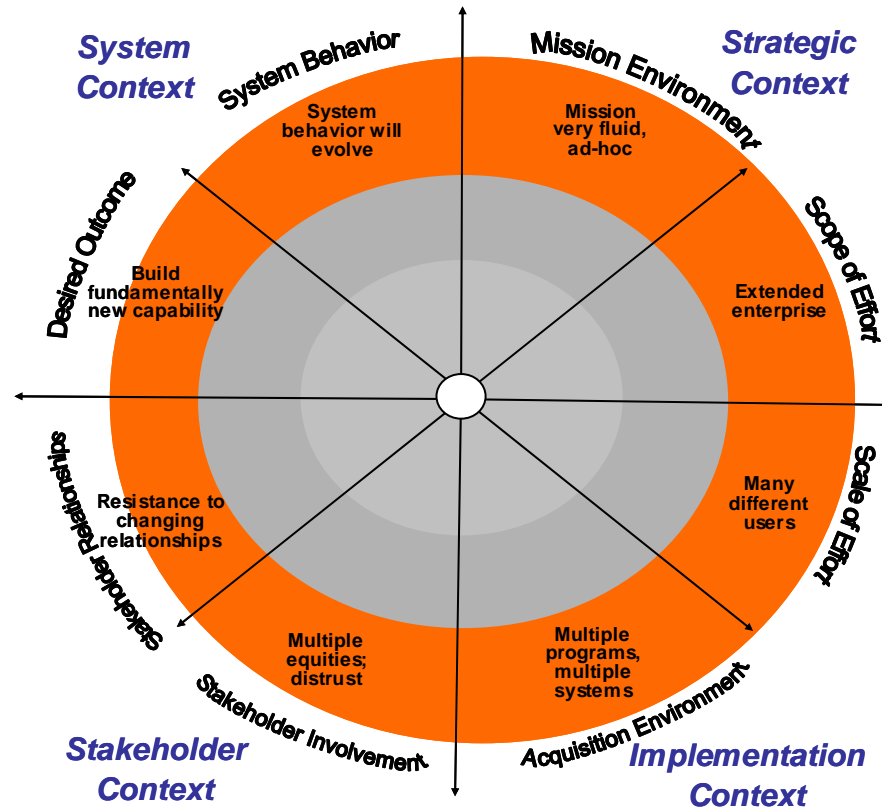 System
Context
System Behavior
Mission Environment
Strategic
Context
System
behavior will
evolve
Mission
very fluid,
ad-hoc
Desired Outcome
Build
fundamentally
new capability
Scope of Effort
Extended
enterprise
Stakeholder Relationships
Resistance to
changing
relationships
Scale of Effort
Many
different
users
Multiple
equities;
distrust
Multiple
programs,
multiple
systems
Stakeholder Involvement
Acquisition Environment
Stakeholder
Context
Implementation
Context